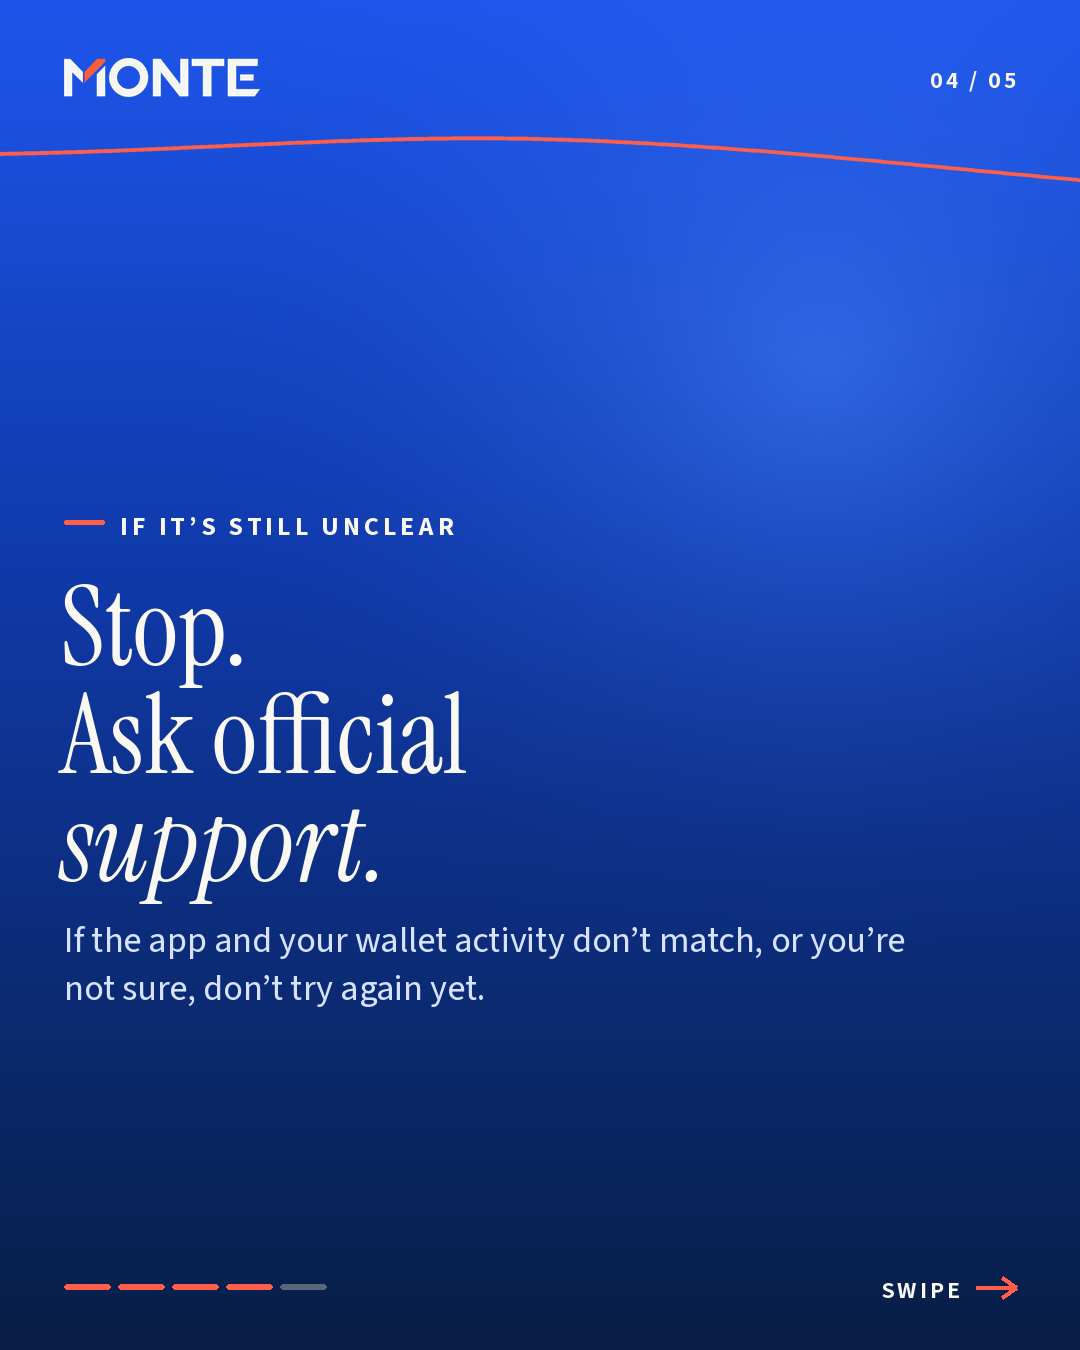 MONTE
04 / 05
IF IT’S STILL UNCLEAR
Stop.
Ask official
support.
If the app and your wallet activity don’t match, or you’re
not sure, don’t try again yet.
SWIPE